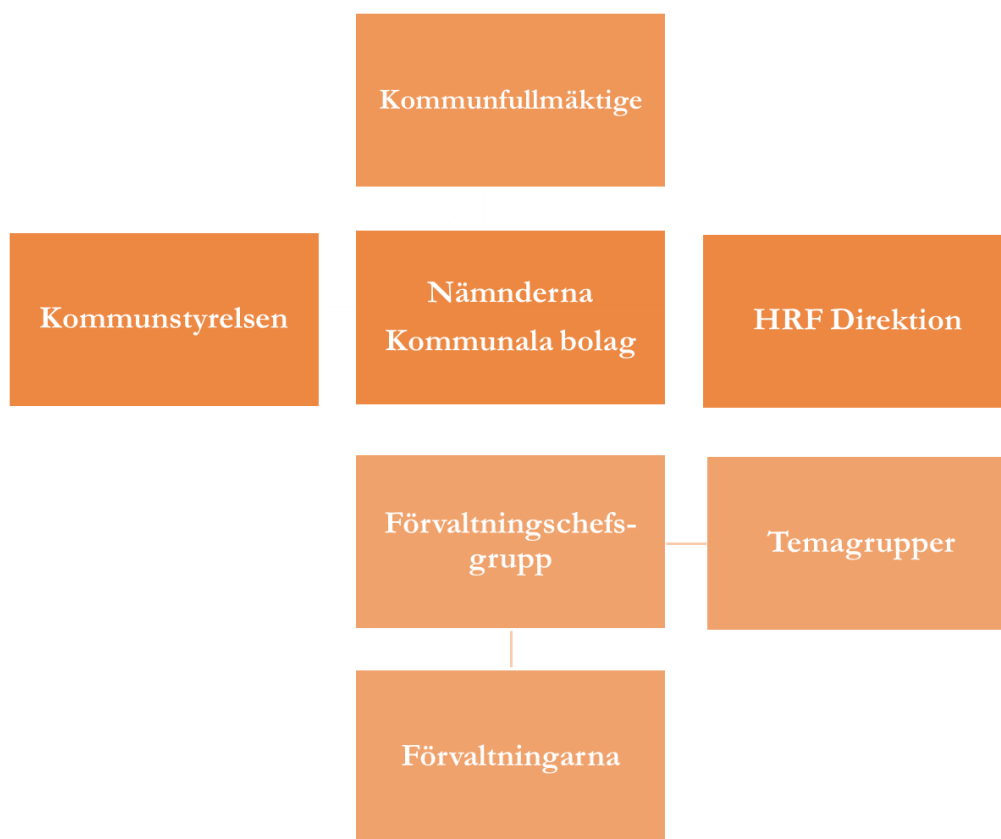 Kommunfullmäktige
Kommunstyrelsen
Nämnderna
Kommunala bolag
HRF Direktion
Förvaltningschefs-
grupp
Temagrupper
Förvaltningarna